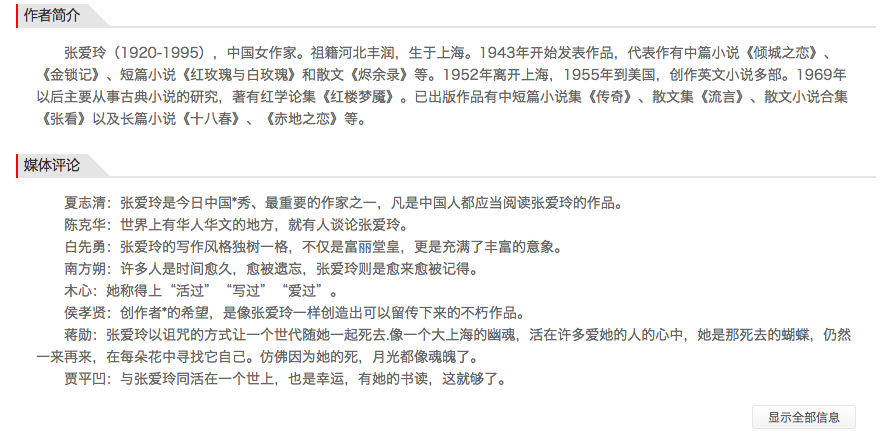 作者简介
张爱玲（1920-1995），中国女作家。祖籍河北丰润，生于上海。1943年开始发表作品，代表作有中篇小说《倾城之恋》、
《金锁记》、短篇小说《红玫瑰与白玫瑰》和散文《烬余录》等。1952年离开上海，1955年到美国，创作英文小说多部。1969年
以后主要从事古典小说的研究，著有红学论集《红楼梦魇》。已出版作品有中短篇小说集《传奇》、散文集《流言》、散文小说合集
《张看》以及长篇小说《十八春》、《赤地之恋》等。
媒体评论
夏志清：张爱玲是今日中国*秀、最重要的作家之一，凡是中国人都应当阅读张爱玲的作品。
陈克华：世界上有华人华文的地方，就有人谈论张爱玲。
白先勇：张爱玲的写作风格独树一格，不仅是富丽堂皇，更是充满了丰富的意象。
南方朔：许多人是时间愈久，愈被遗忘，张爱玲则是愈来愈被记得。
木心：她称得上“活过”“写过”“爱过”。
侯孝贤：创作者*的希望，是像张爱玲一样创造出可以留传下来的不朽作品。
蒋勋：张爱玲以诅咒的方式让一个世代随她一起死去.像一个大上海的幽魂，活在许多爱她的人的心中，她是那死去的蝴蝶，仍然
一来再来，在每朵花中寻找它自己。仿佛因为她的死，月光都像魂魄了。
贾平凹：与张爱玲同活在一个世上，也是幸运，有她的书读，这就够了。
显示全部信息